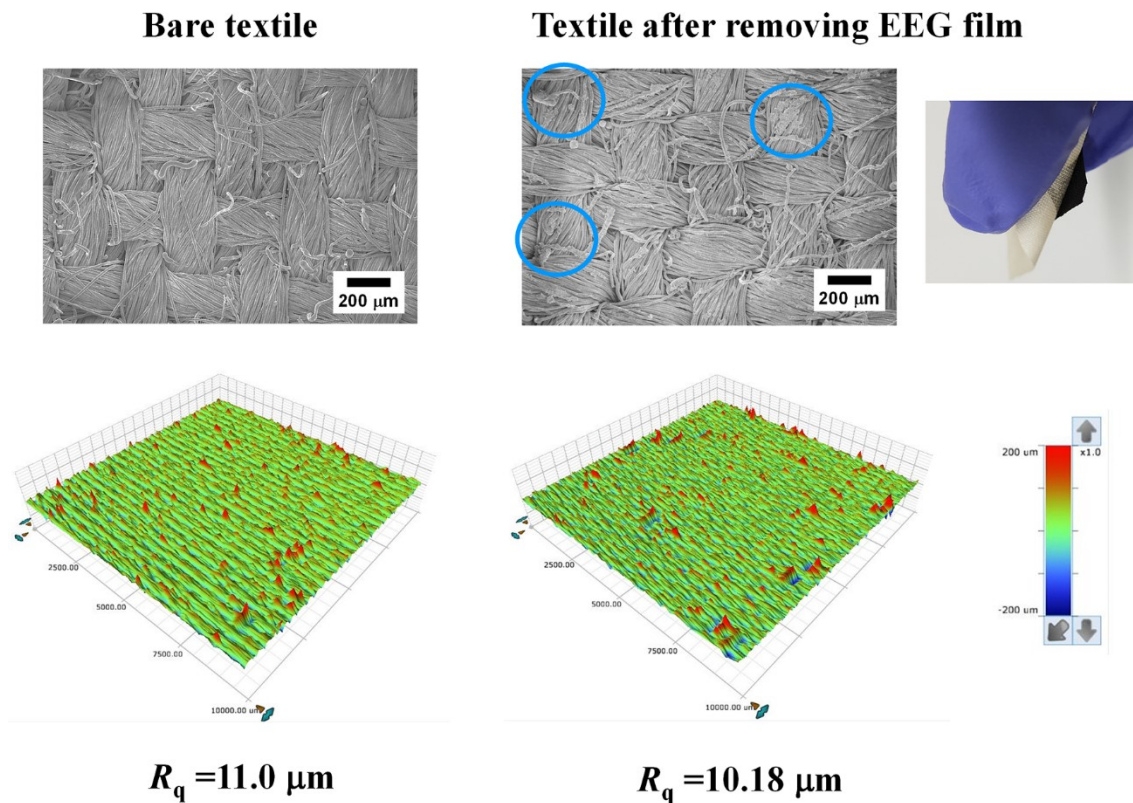 Bare textile
Textile after removing EEG film
200 μm
200 μm
2500.00
5000.00
7500.00
10000.00 um
2500.00
5000.00
7500.00
10000.00 um
200 um
x1.0
-200 um
Rq =11.0 μm
Rq =10.18 μm